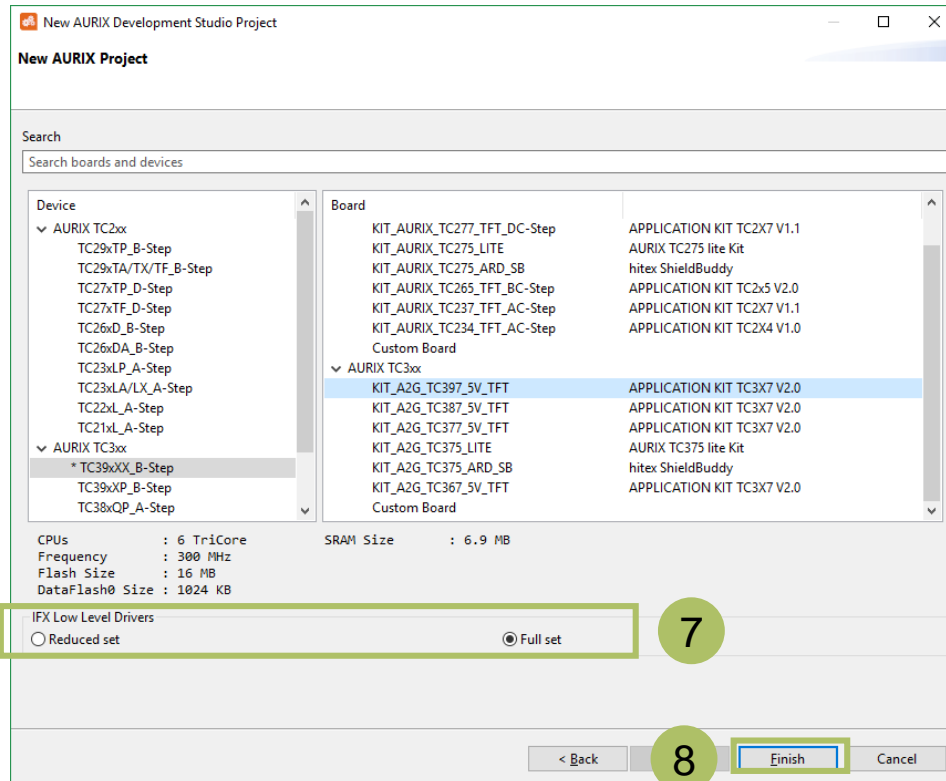 New AURIX Development Studio Project
New AURIX Project
Search
Search boards and devices
Device
AURIX TC2xx
TC29xTP_B-Step
TC29xTA/TX/TF_B-Step
TC27xTP_D-Step
TC27xTF_D-Step
TC26xD_B-Step
TC26xDA_B-Step
TC23xLP_A-Step
TC23xLA/LX_A-Step
TC22xL_A-Step
TC21xL_A-Step
AURIX TC3xx
* TC39xXX_B-Step
TC39xXP_B-Step
TC38xQP_A-Step
Board
KIT_AURIX_TC277_TFT_DC-Step APPLICATION KIT TC2X7 V1.1
KIT_AURIX_TC275_LITE AURIX TC275 lite Kit
KIT_AURIX_TC275_ARD_SB hitex ShieldBuddy
KIT_AURIX_TC265_TFT_BC-Step APPLICATION KIT TC2x5 V2.0
KIT_AURIX_TC237_TFT_AC-Step APPLICATION KIT TC2X7 V1.1
KIT_AURIX_TC234_TFT_AC-Step APPLICATION KIT TC2X4 V1.0
Custom Board
AURIX TC3xx
KIT_A2G_TC397_5V_TFT APPLICATION KIT TC3X7 V2.0
KIT_A2G_TC387_5V_TFT APPLICATION KIT TC3X7 V2.0
KIT_A2G_TC377_5V_TFT APPLICATION KIT TC3X7 V2.0
KIT_A2G_TC375_LITE AURIX TC375 lite Kit
KIT_A2G_TC375_ARD_SB hitex ShieldBuddy
KIT_A2G_TC367_5V_TFT APPLICATION KIT TC3X7 V2.0
Custom Board
CPUs : 6 TriCore SRAM Size : 6.9 MB
Frequency : 300 MHz
Flash Size : 16 MB
DataFlash0 Size : 1024 KB
IFX Low Level Drivers
Reduced set Full set
7
< Back 8 Finish Cancel